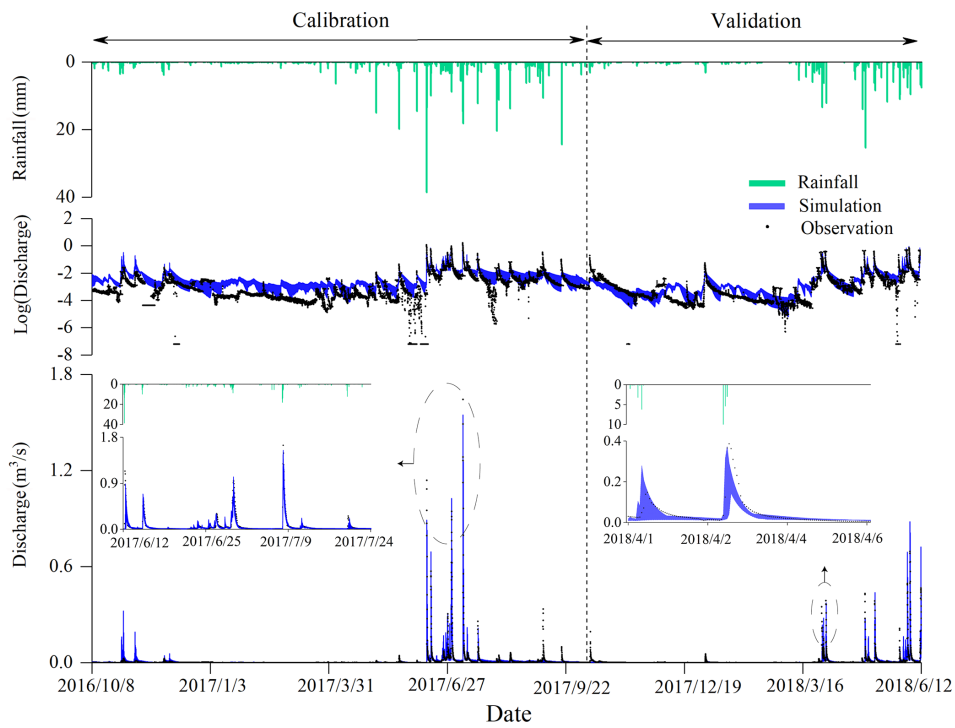 Calibration Validation
0
20
40
Rainfall (mm)
Rainfall
Simulation
Observation
2
0
-2
-4
-6
-8
Log(Discharge)
1.8
1.2
0.6
0.0
Discharge (m³/s)
0
20
40
1.8
0.9
0.0
2017/6/12 2017/6/25 2017/7/9 2017/7/24
0
5
10
0.4
0.2
0.0
2018/4/1 2018/4/2 2018/4/4 2018/4/6
2016/10/8 2017/1/3 2017/3/31 2017/6/27 2017/9/22 2017/12/19 2018/3/16 2018/6/12
Date